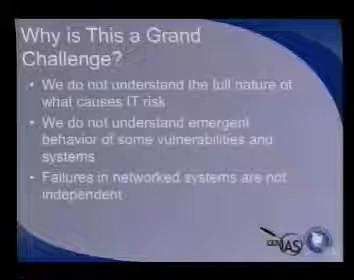 Why is This a Grand
Challenge?
• We do not understand the full nature of
what causes IT risk
• We do not understand emergent
behavior of some vulnerabilities and
systems
• Failures in networked systems are not
independent